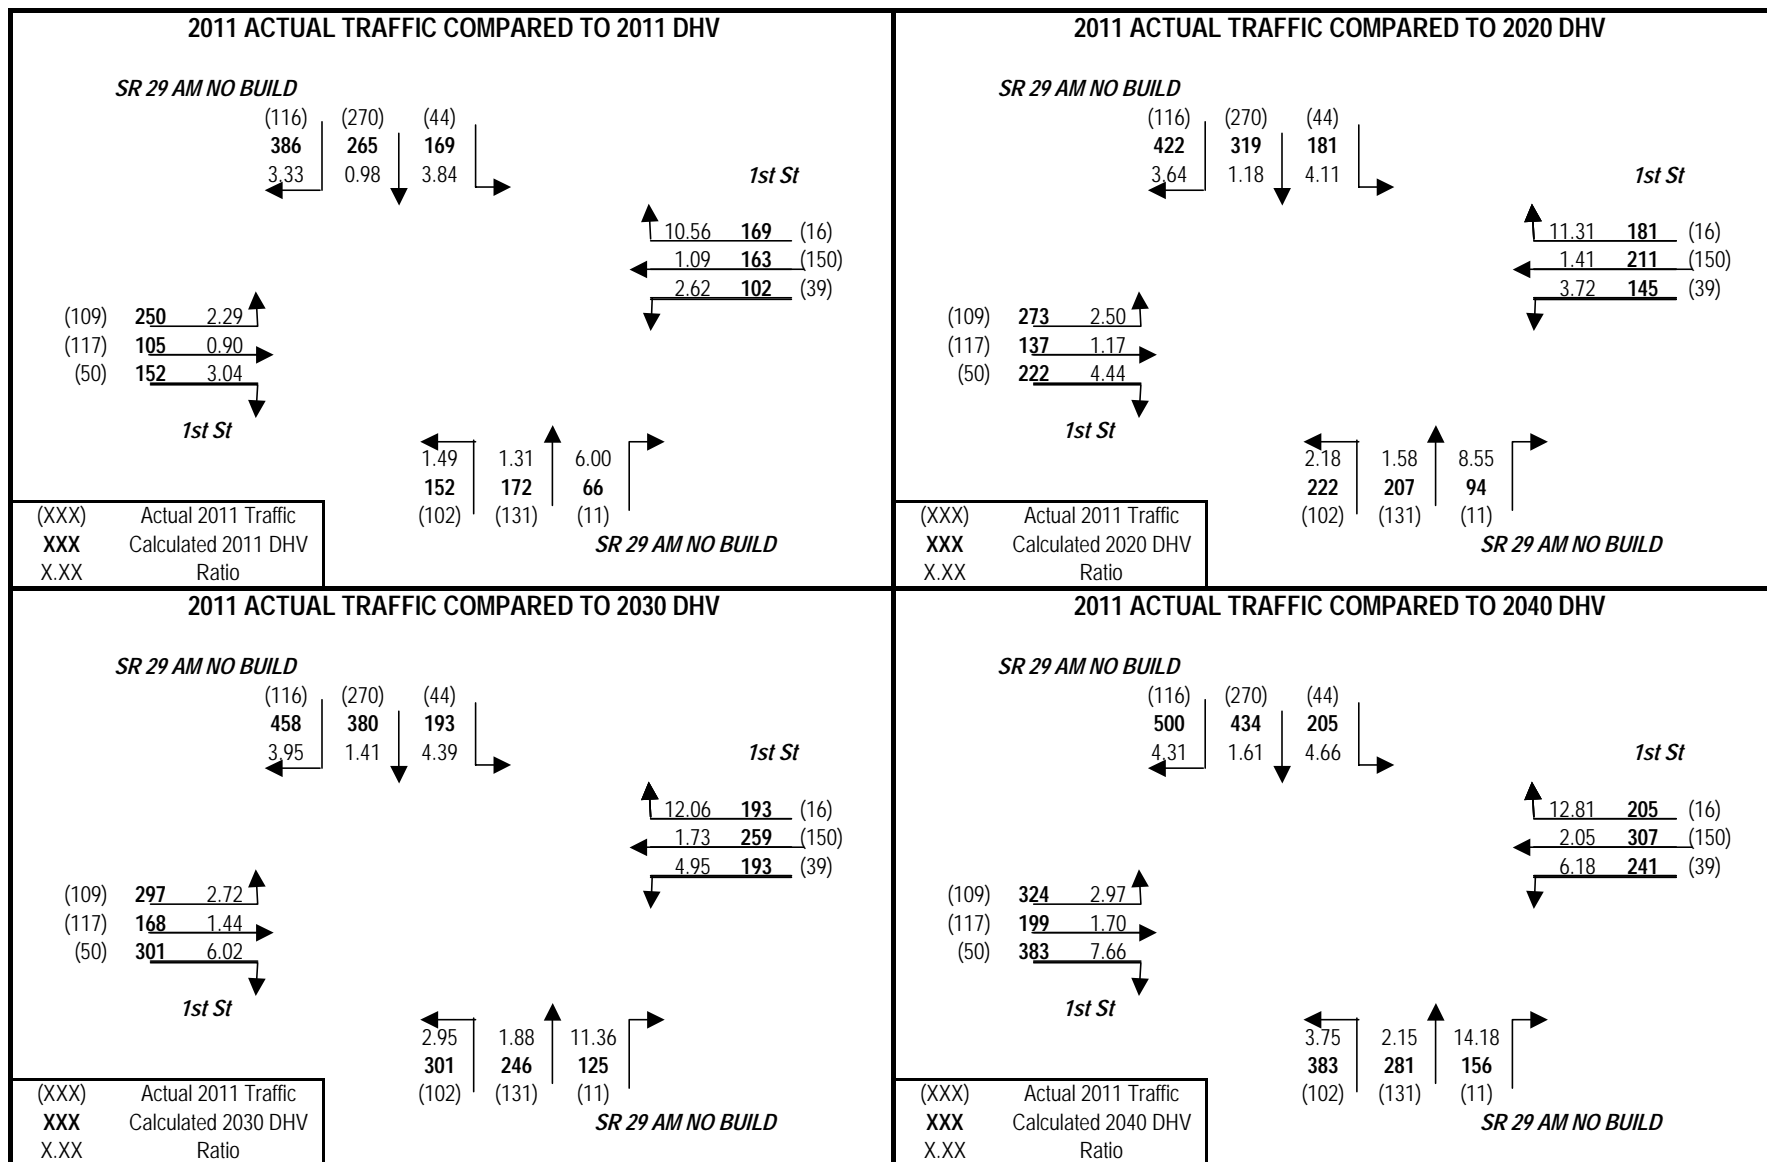 2011 ACTUAL TRAFFIC COMPARED TO 2011 DHV
SR 29 AM NO BUILD
(116) (270) (44)
386 265 169
3.33 0.98 3.84
1st St
10.56 169 (16)
1.09 163 (150)
2.62 102 (39)
(109) 250 2.29
(117) 105 0.90
(50) 152 3.04
1st St
1.49 1.31 6.00
152 172 66
(102) (131) (11)
SR 29 AM NO BUILD
(XXX) Actual 2011 Traffic
XXX Calculated 2011 DHV
X.XX Ratio
2011 ACTUAL TRAFFIC COMPARED TO 2020 DHV
SR 29 AM NO BUILD
(116) (270) (44)
422 319 181
3.64 1.18 4.11
1st St
11.31 181 (16)
1.41 211 (150)
3.72 145 (39)
(109) 273 2.50
(117) 137 1.17
(50) 222 4.44
1st St
2.18 1.58 8.55
222 207 94
(102) (131) (11)
SR 29 AM NO BUILD
(XXX) Actual 2011 Traffic
XXX Calculated 2020 DHV
X.XX Ratio
2011 ACTUAL TRAFFIC COMPARED TO 2030 DHV
SR 29 AM NO BUILD
(116) (270) (44)
458 380 193
3.95 1.41 4.39
1st St
12.06 193 (16)
1.73 259 (150)
4.95 193 (39)
(109) 297 2.72
(117) 168 1.44
(50) 301 6.02
1st St
2.95 1.88 11.36
301 246 125
(102) (131) (11)
SR 29 AM NO BUILD
(XXX) Actual 2011 Traffic
XXX Calculated 2030 DHV
X.XX Ratio
2011 ACTUAL TRAFFIC COMPARED TO 2040 DHV
SR 29 AM NO BUILD
(116) (270) (44)
500 434 205
4.31 1.61 4.66
1st St
12.81 205 (16)
2.05 307 (150)
6.18 241 (39)
(109) 324 2.97
(117) 199 1.70
(50) 383 7.66
1st St
3.75 2.15 14.18
383 281 156
(102) (131) (11)
SR 29 AM NO BUILD
(XXX) Actual 2011 Traffic
XXX Calculated 2040 DHV
X.XX Ratio